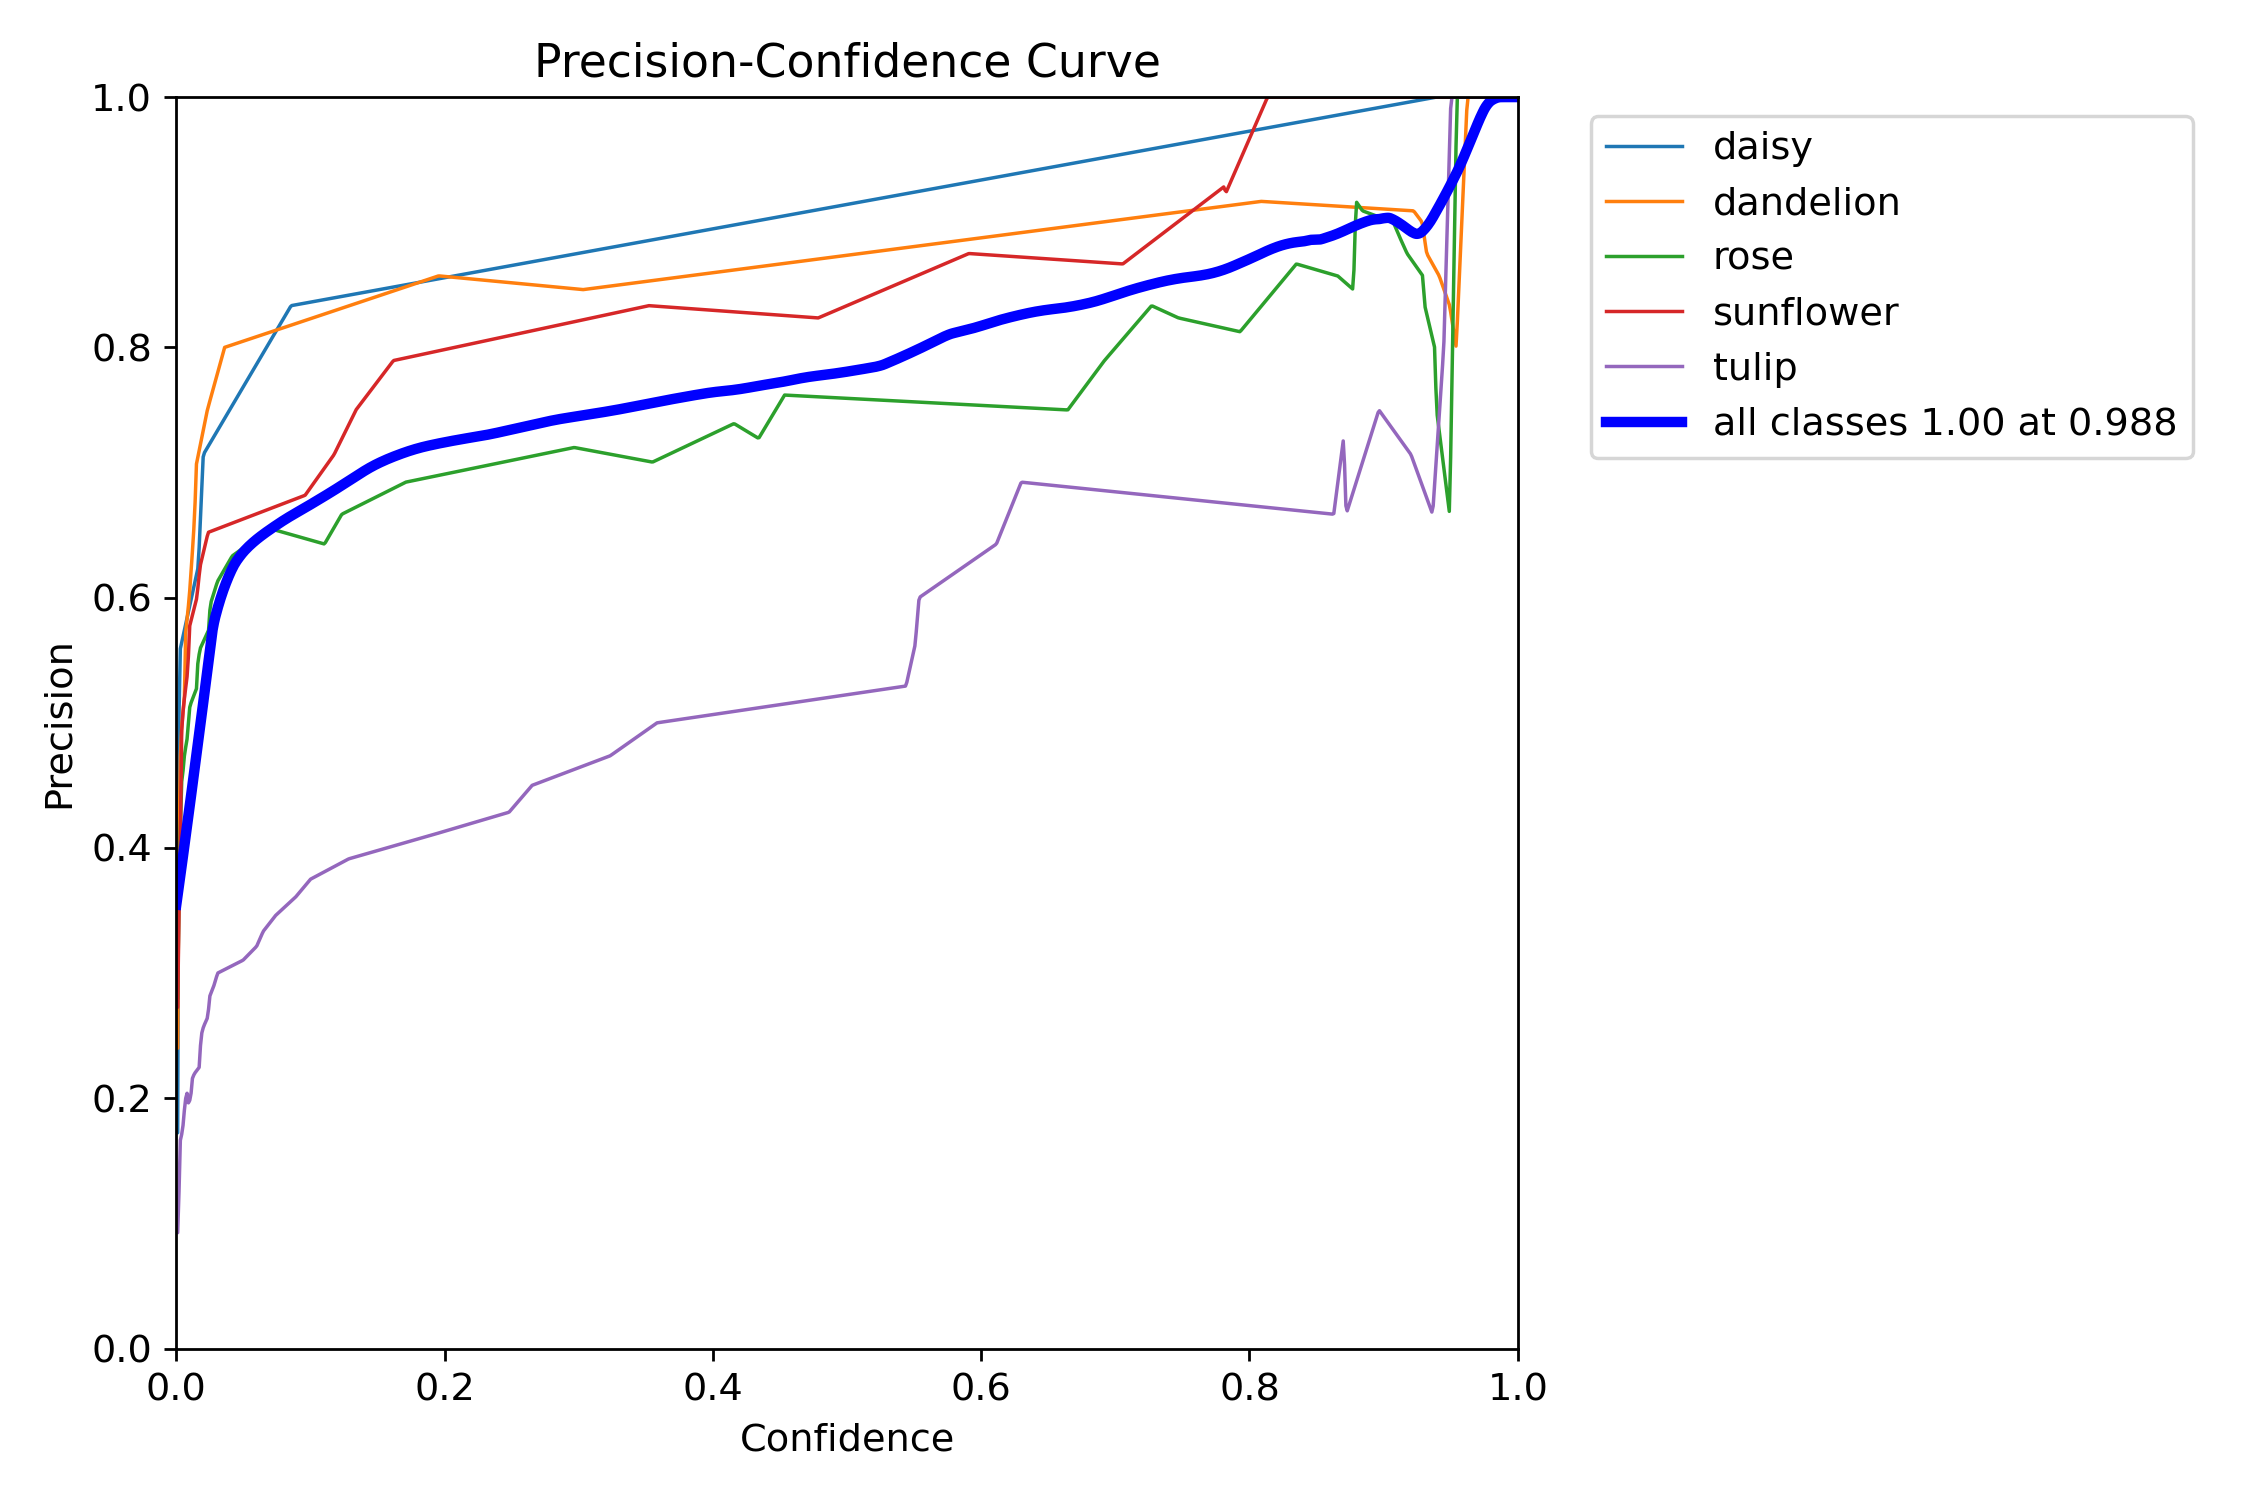 Precision-Confidence Curve
1.0
0.8
0.6
0.4
0.2
0.0
Precision
0.0 0.2 0.4 0.6 0.8 1.0
Confidence
daisy
dandelion
rose
sunflower
tulip
all classes 1.00 at 0.988